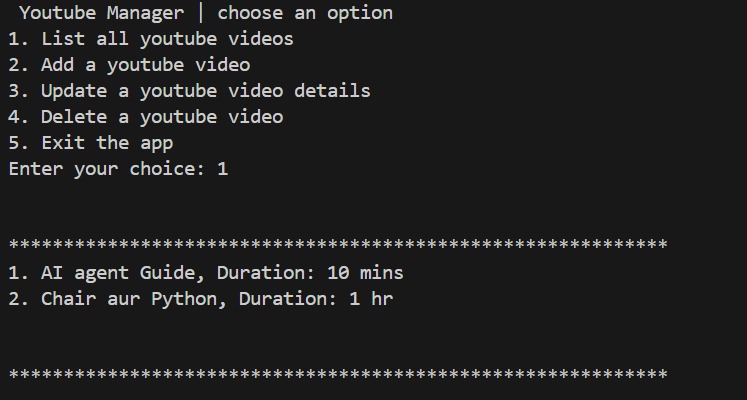 Youtube Manager | choose an option
1. List all youtube videos
2. Add a youtube video
3. Update a youtube video details
4. Delete a youtube video
5. Exit the app
Enter your choice: 1
************************************************************
1. AI agent Guide, Duration: 10 mins
2. Chair aur Python, Duration: 1 hr
************************************************************